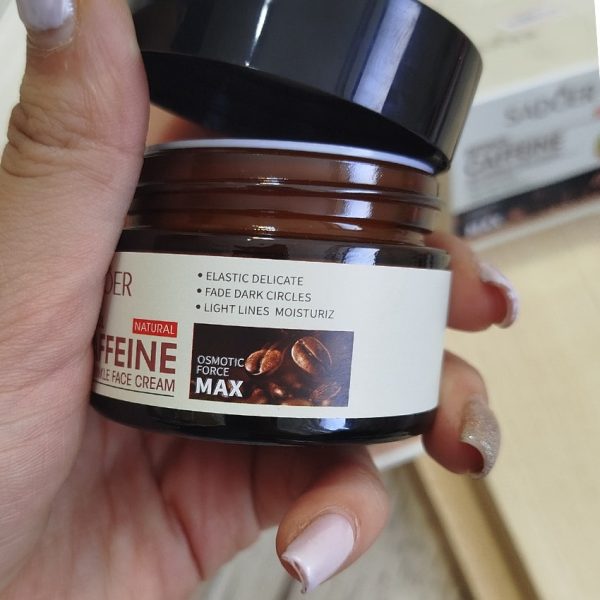 DER
NATURAL
FFEINE
KLE FACE CREAM
• ELASTIC DELICATE
• FADE DARK CIRCLES
• LIGHT LINES MOISTURIZ
OSMOTIC
FORCE
MAX
SADOER
CAFFEINE
MAX